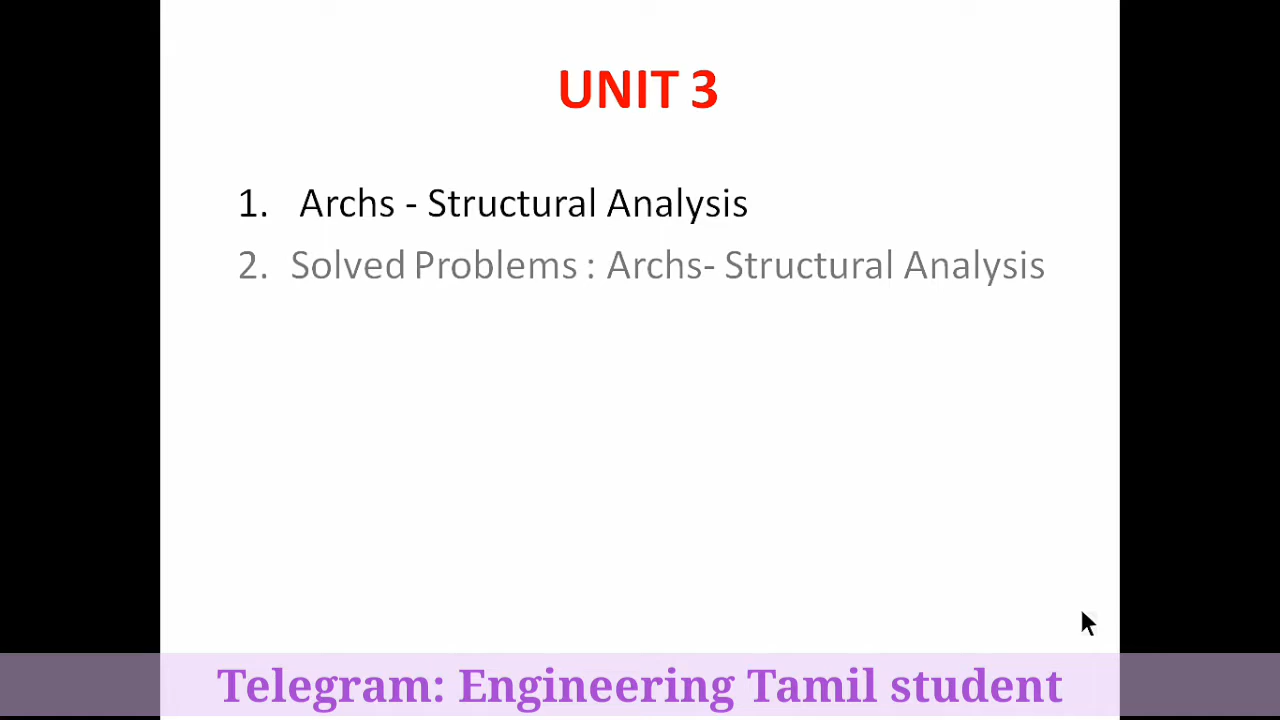 UNIT 3
1. Archs - Structural Analysis
2. Solved Problems : Archs- Structural Analysis
Telegram: Engineering Tamil student